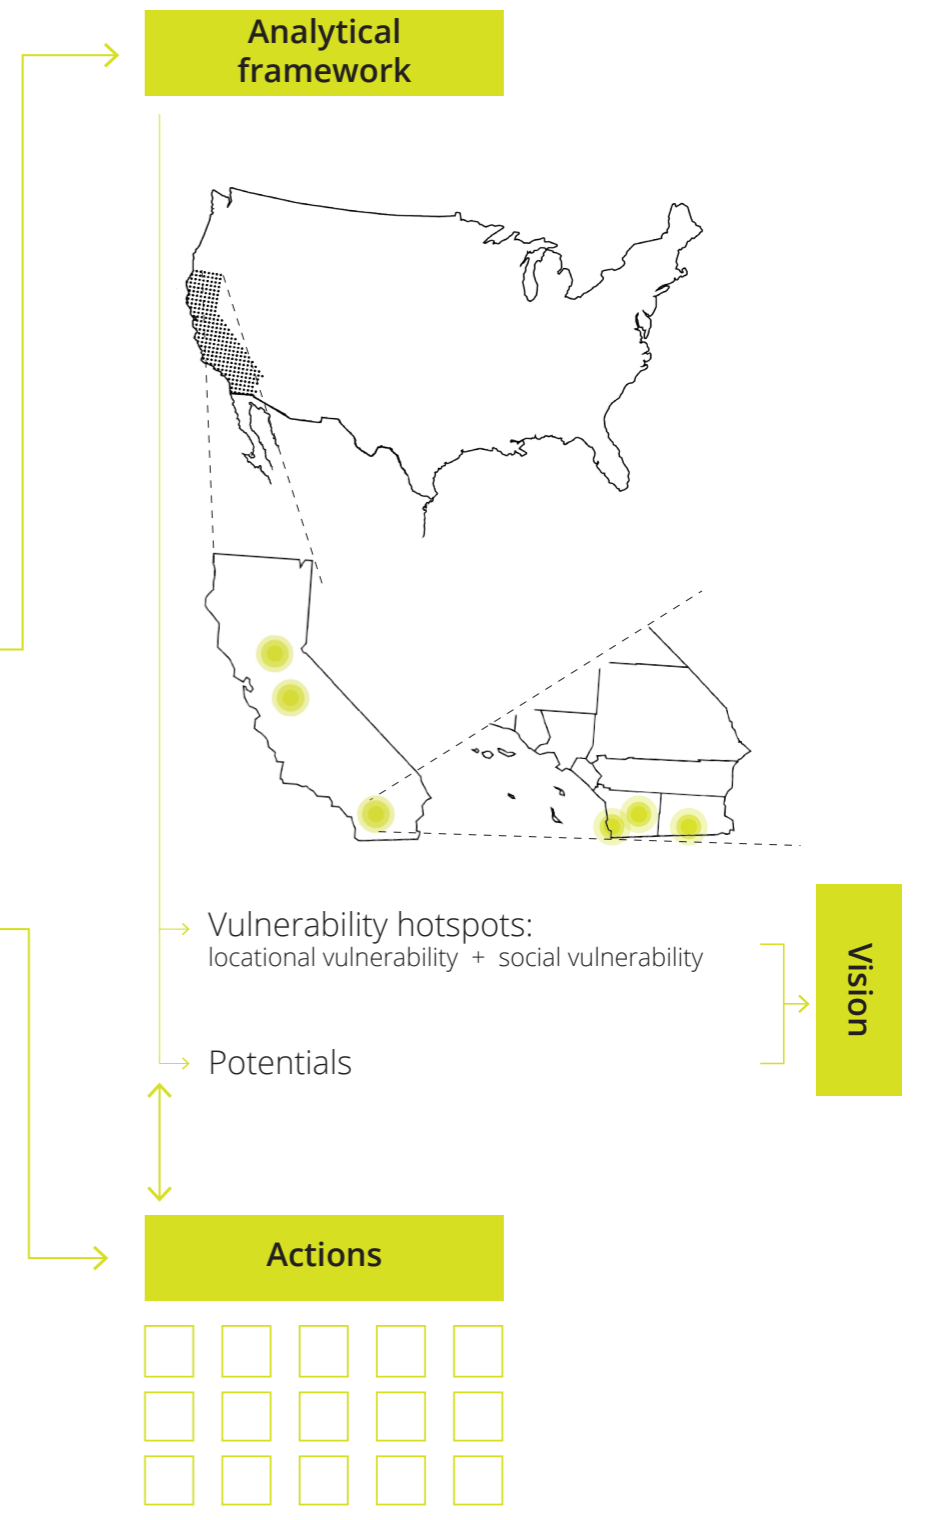 Analytical
framework
Vulnerability hotspots:
locational vulnerability + social vulnerability
Vision
Potentials
Actions